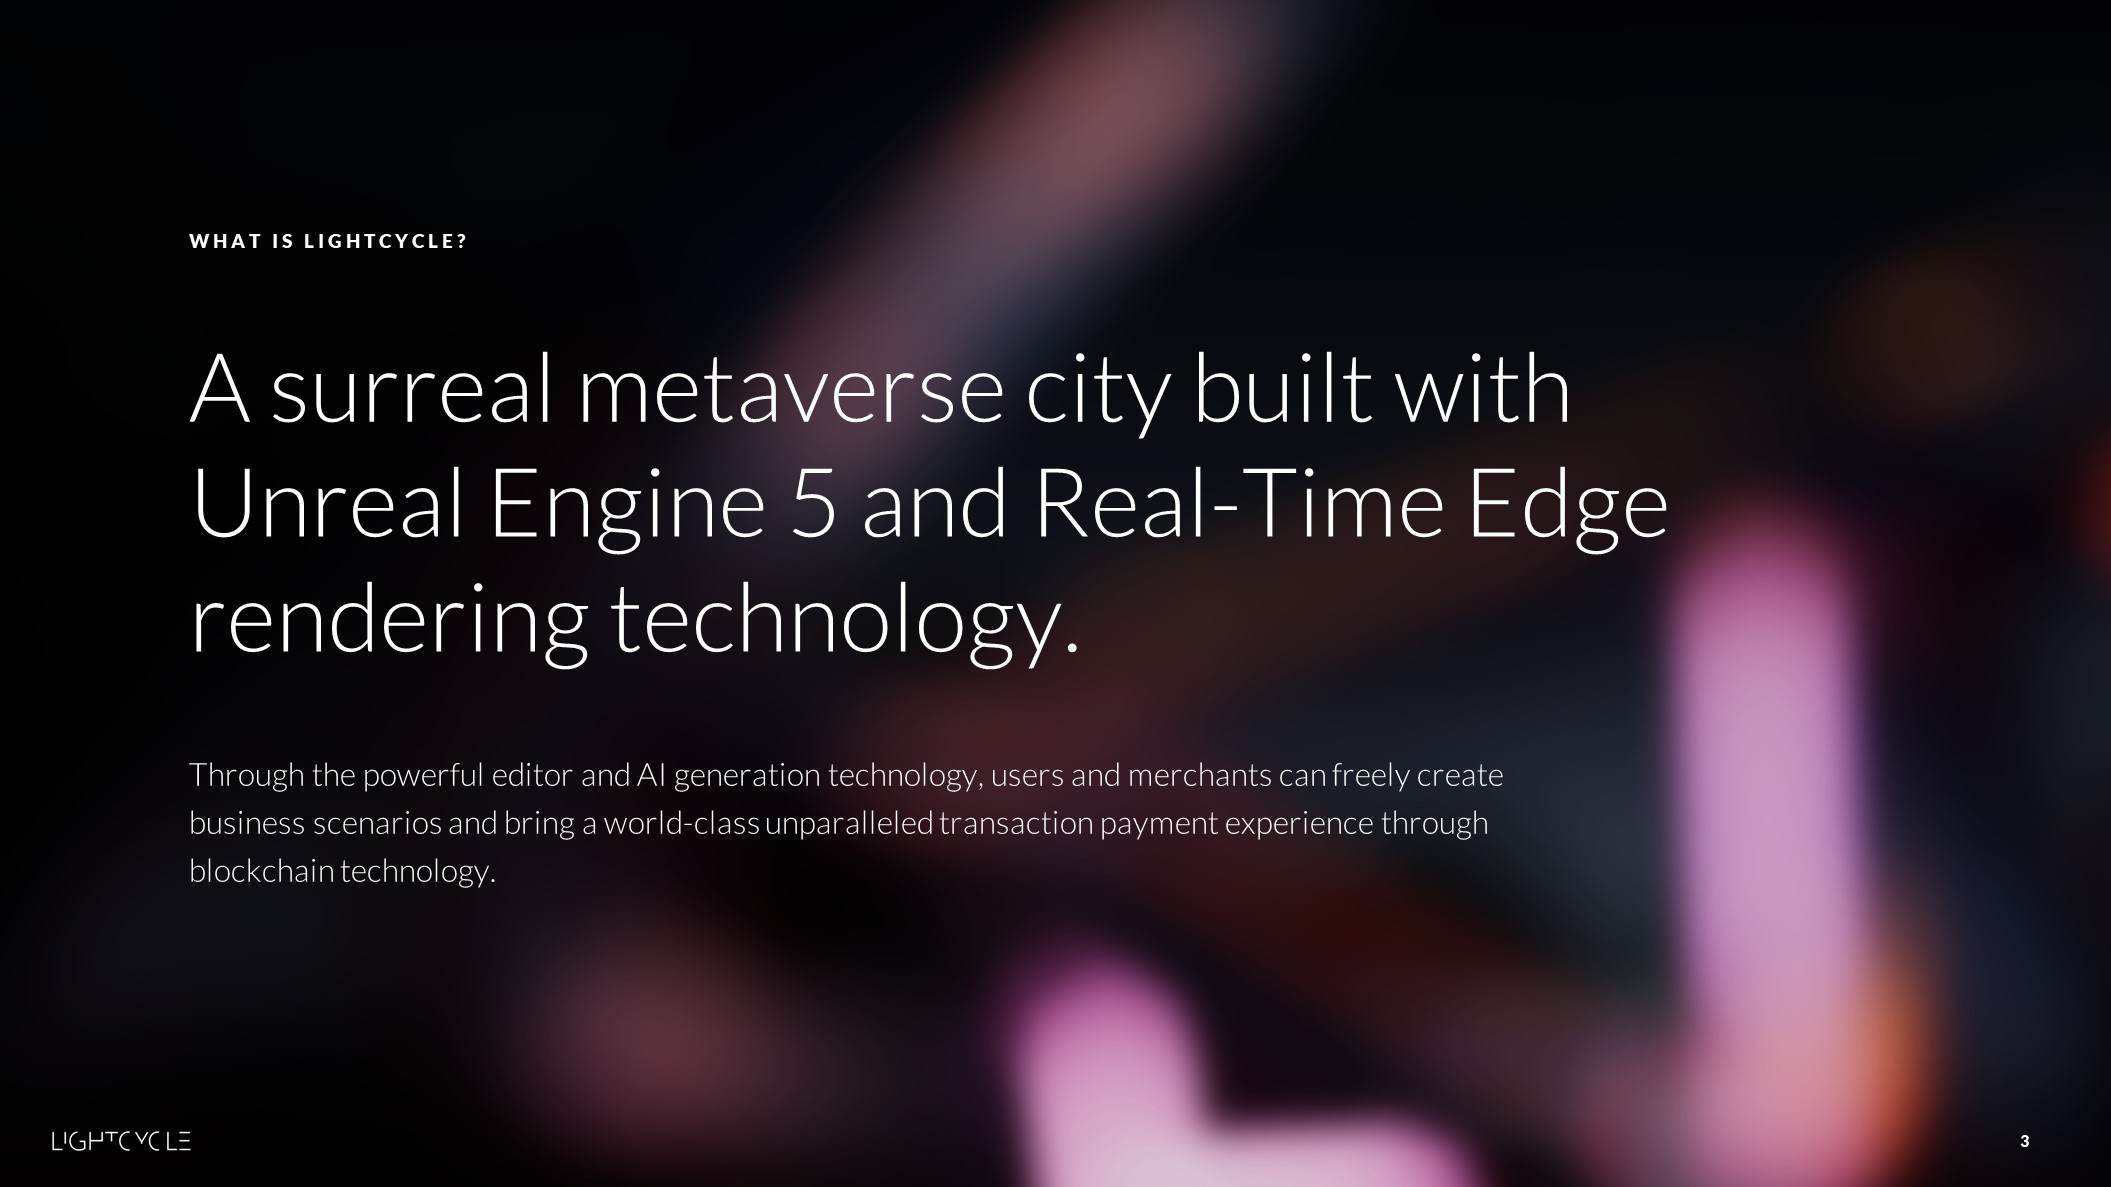 WHAT IS LIGHTCYCLE?
A surreal metaverse city built with
Unreal Engine 5 and Real-Time Edge
rendering technology.
Through the powerful editor and AI generation technology, users and merchants can freely create
business scenarios and bring a world-class unparalleled transaction payment experience through
blockchain technology.
LIGHTCYCLE
3